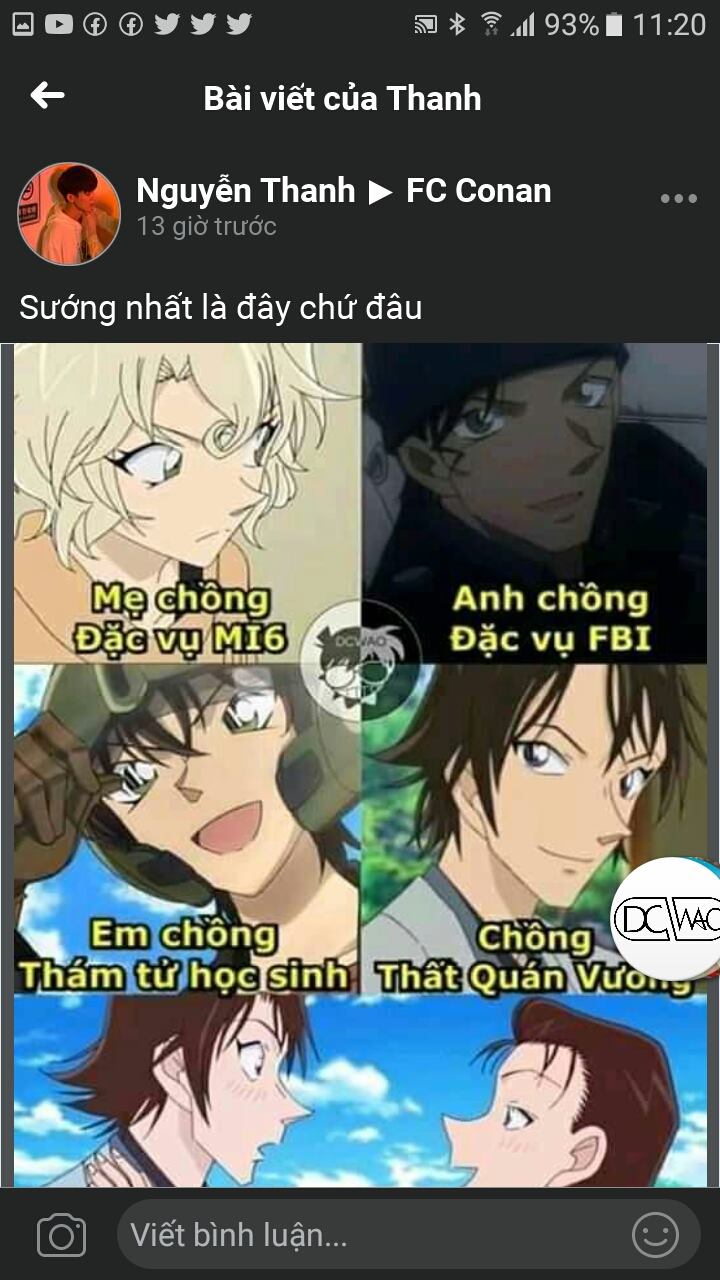 93% 11:20
Bài viết của Thanh
Nguyễn Thanh ▶ FC Conan
13 giờ trước
Sướng nhất là đây chứ đâu
Mẹ chồng
Đặc vụ MI6
Anh chồng
Đặc vụ FBI
DCWAO
Em chồng
Thám tử học sinh
Chồng
Thất Quán Vương
DCWAO
Viết bình luận...